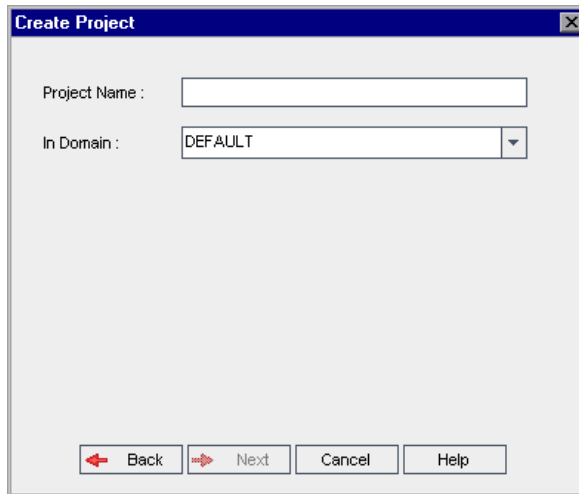 Create Project
Project Name :
In Domain :
DEFAULT
Back
Next
Cancel
Help